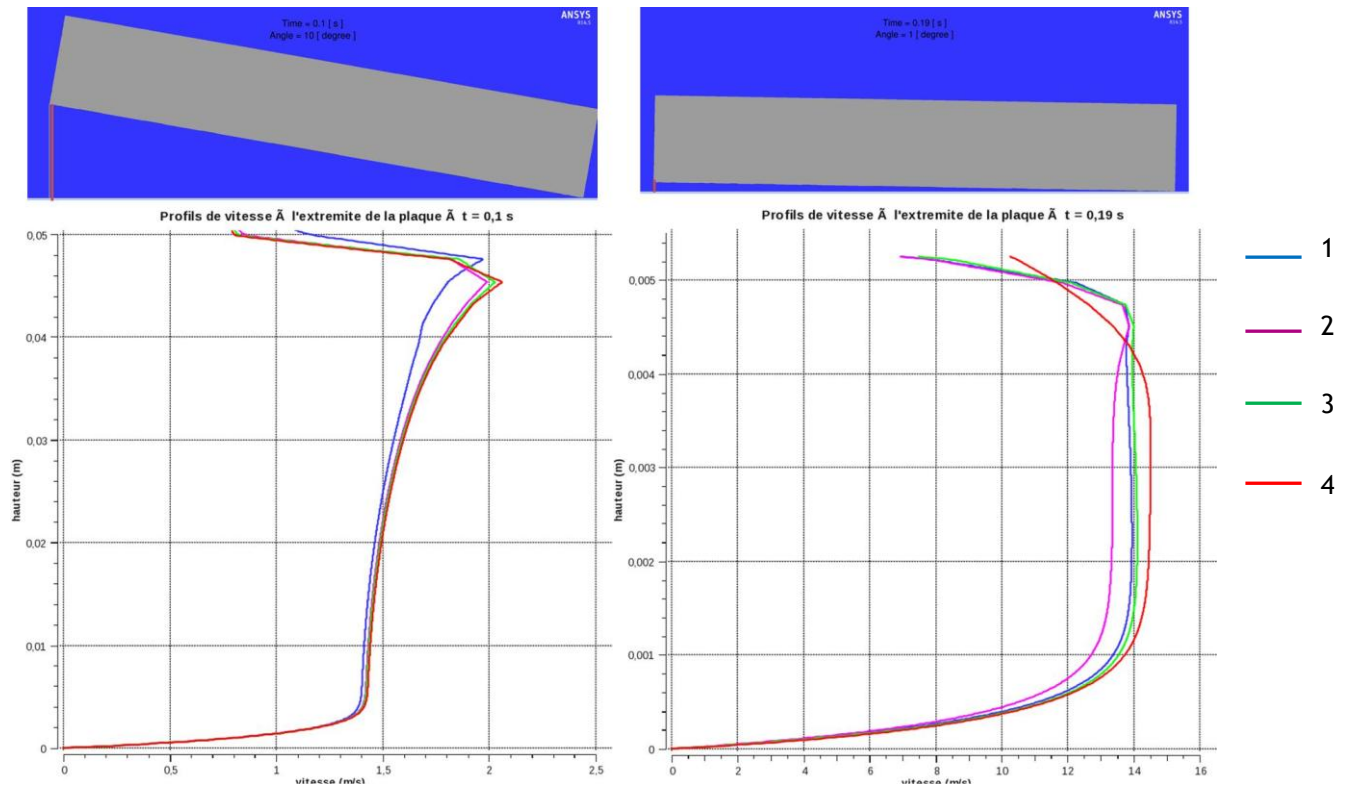 ANSYS
Time = 0.1 [ s ]
Angle = 10 [ degree ]
Profils de vitesse Ã l'extremite de la plaque Ã t = 0,1 s
0,05
0,04
0,03
0,02
0,01
0
hauteur (m)
0
0,5
1
1,5
2
2,5
vitesse (m/s)
ANSYS
Time = 0.19 [ s ]
Angle = 1 [ degree ]
Profils de vitesse Ã l'extremite de la plaque Ã t = 0,19 s
0,005
0,004
0,003
0,002
0,001
0
hauteur (m)
0
2
4
6
8
10
12
14
16
vitesse (m/s)
1
2
3
4